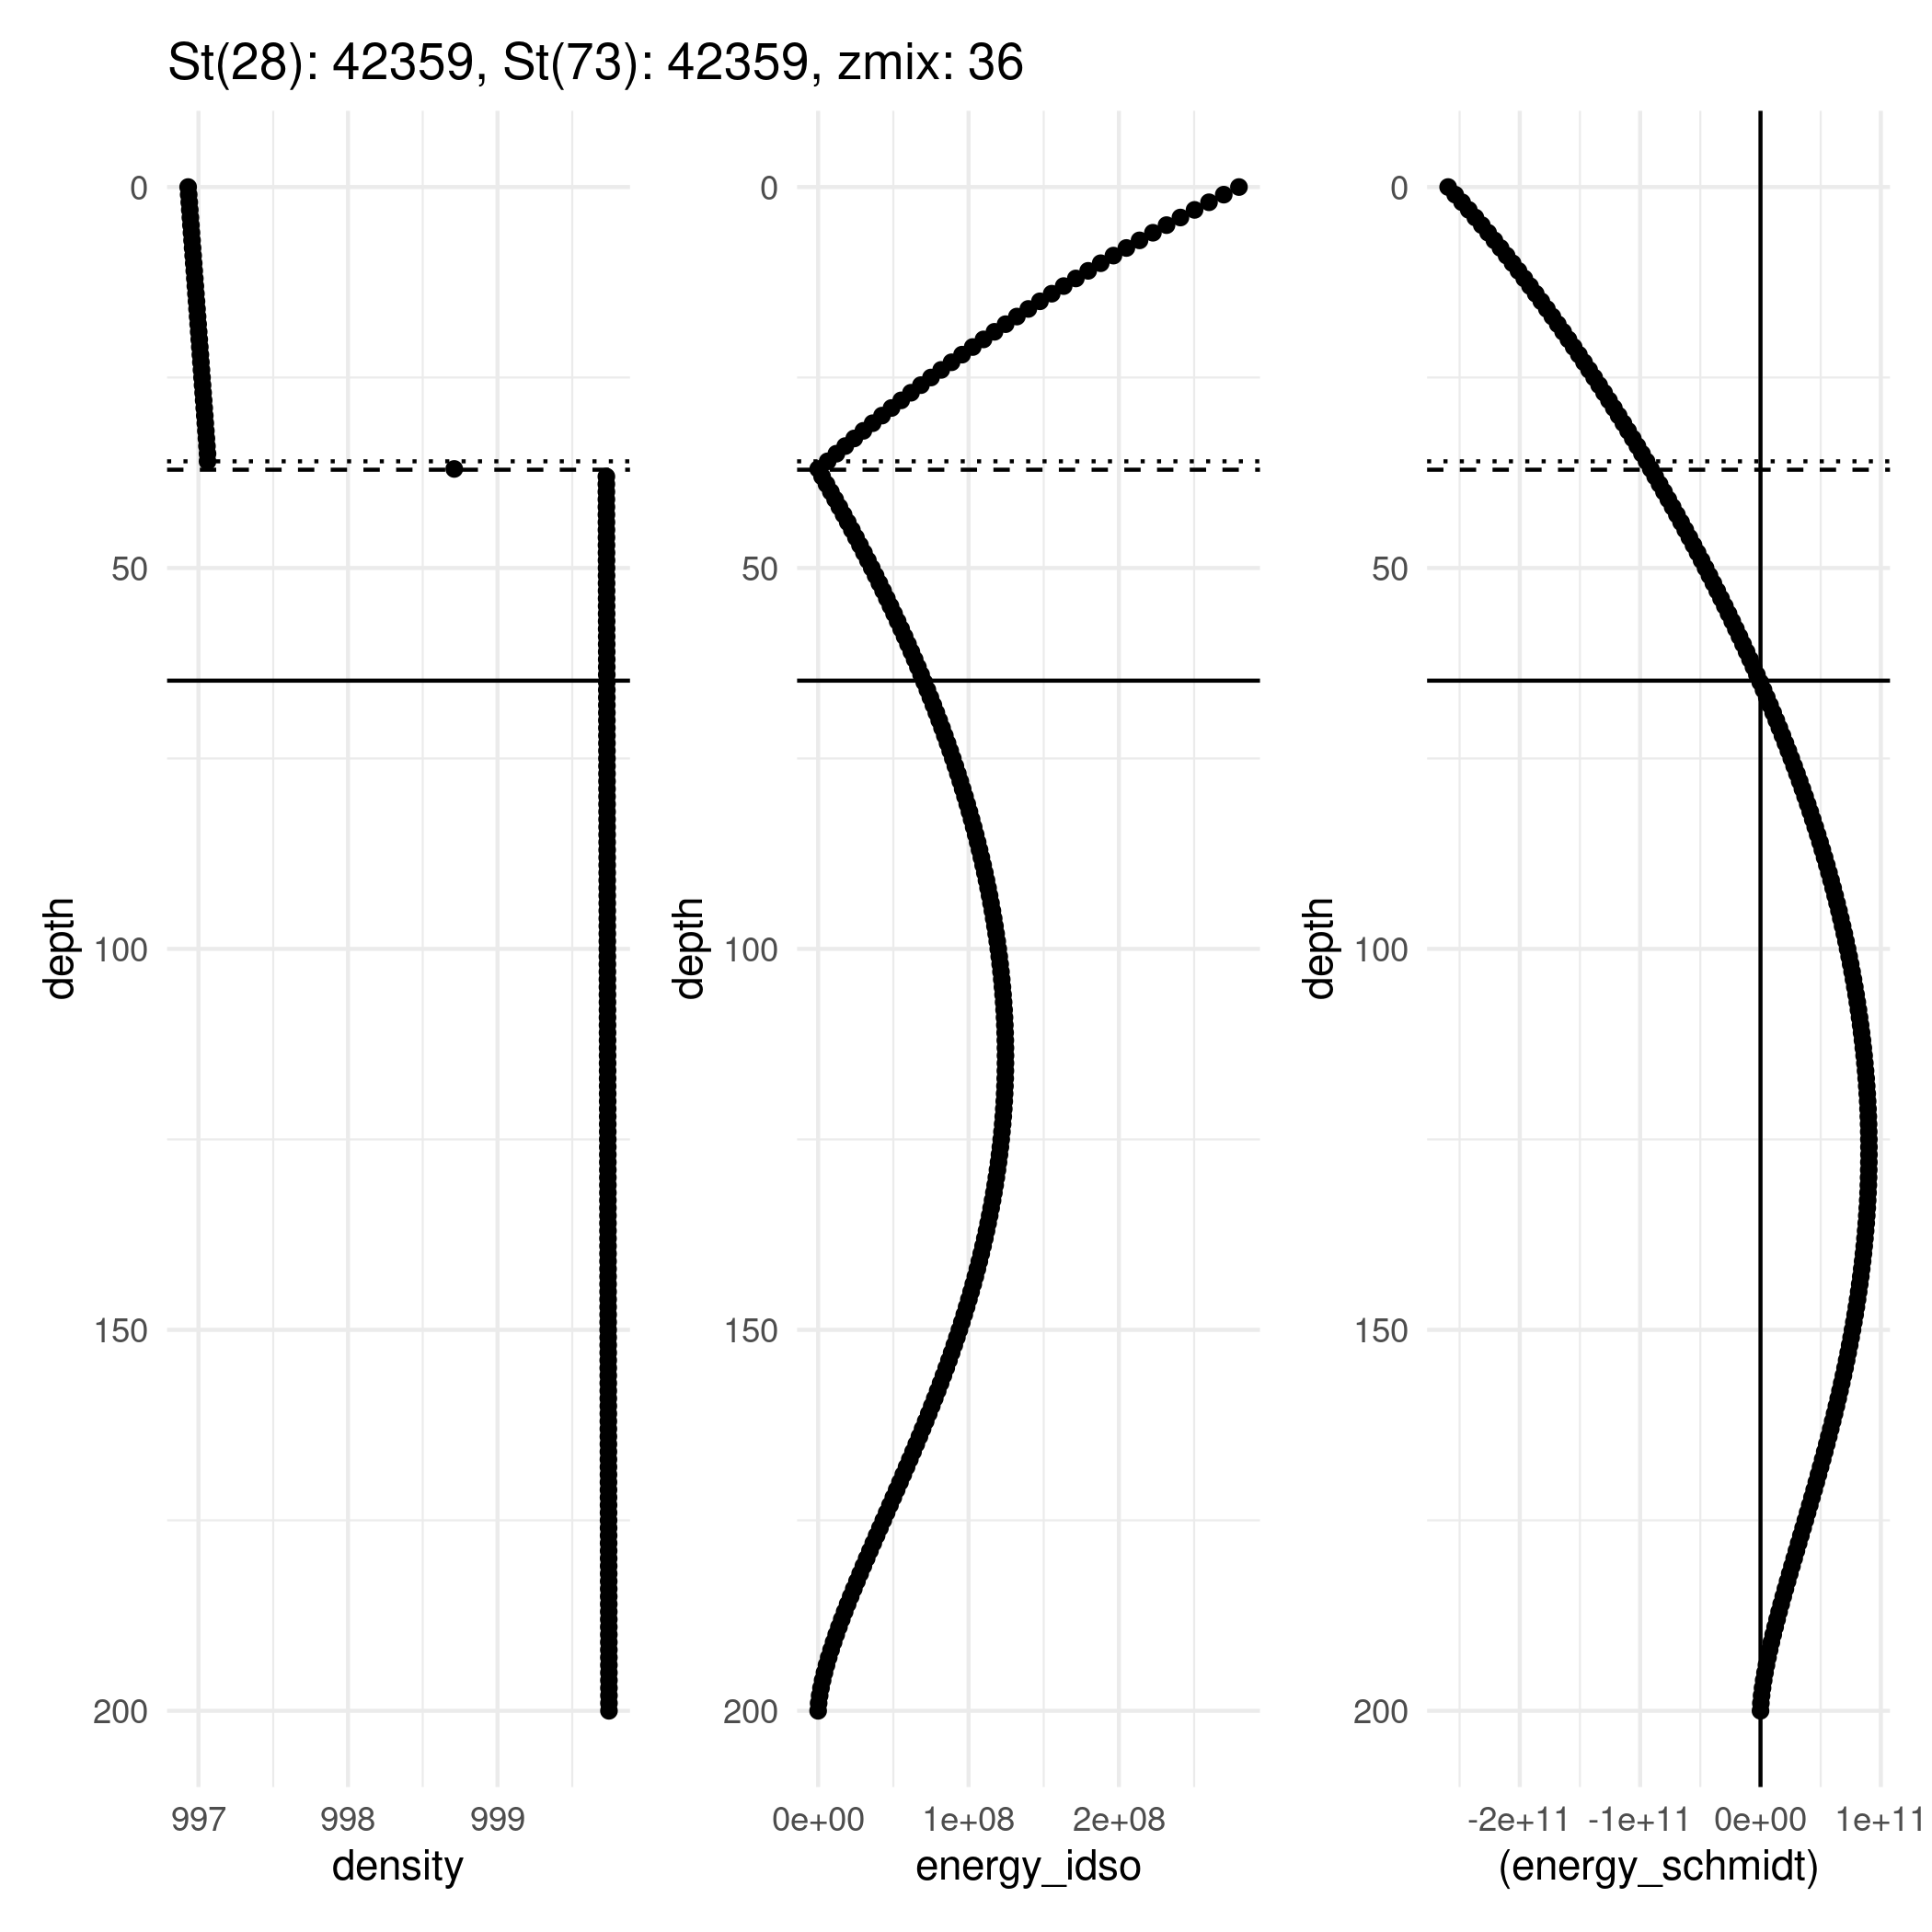 St(28): 42359, St(73): 42359, zmix: 36
0
50
100
150
200
depth
997 998 999
density
0
50
100
150
200
depth
0e+00 1e+08 2e+08
energy_idso
0
50
100
150
200
depth
-2e+11 -1e+11 0e+00 1e+11
(energy_schmidt)